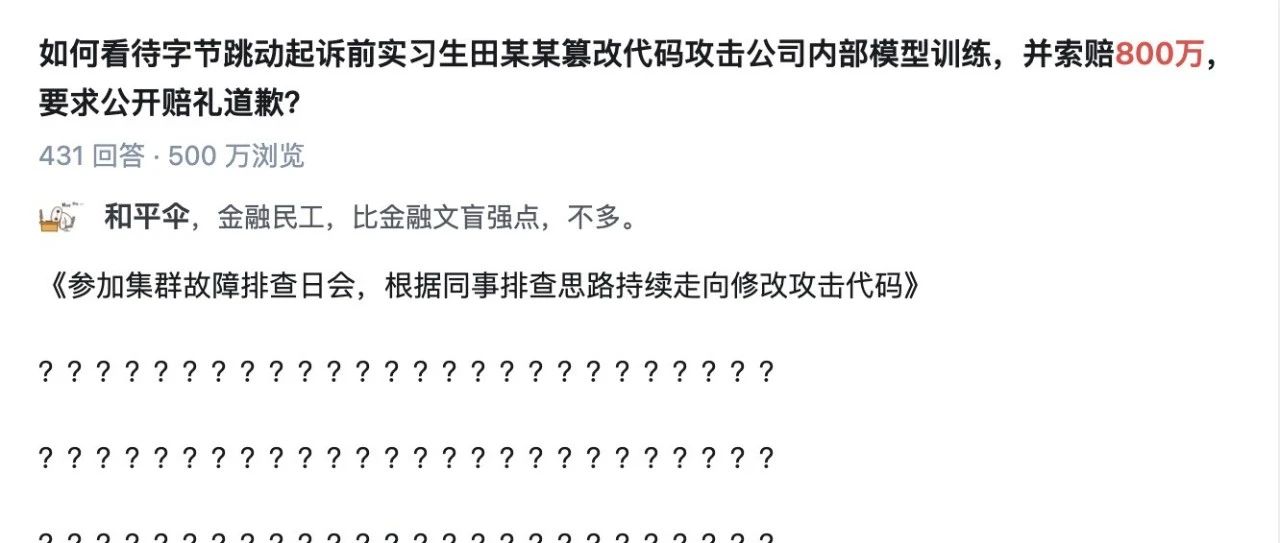 如何看待字节跳动起诉前实习生田某某篡改代码攻击公司内部模型训练，并索赔800万，
要求公开赔礼道歉？
431 回答 · 500 万浏览
和平伞，金融民工，比金融文盲强点，不多。
《参加集群故障排查日会，根据同事排查思路持续走向修改攻击代码》
？？？？？？？？？？？？？？？？？？？？？？？？？？
？？？？？？？？？？？？？？？？？？？？？？？？？？
？？？？？？？？？？？？？？？？？？？？？？？？？？